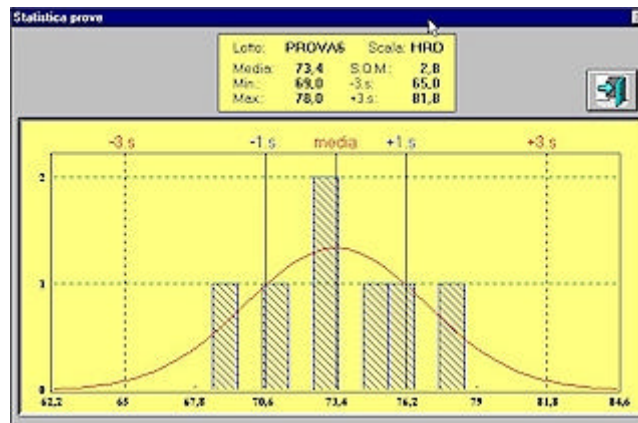 Statistica prove
Lotto: PROVA6 Scala: HRD
Media: 73,4 S.Q.M.: 2,8
Min.: 69,0 -3.s: 65,0
Max.: 78,0 +3.s: 81,8
-3.s -1.s media +1.s +3.s
2
1
0
62,2 65 67,8 70,6 73,4 76,2 79 81,8 84,6